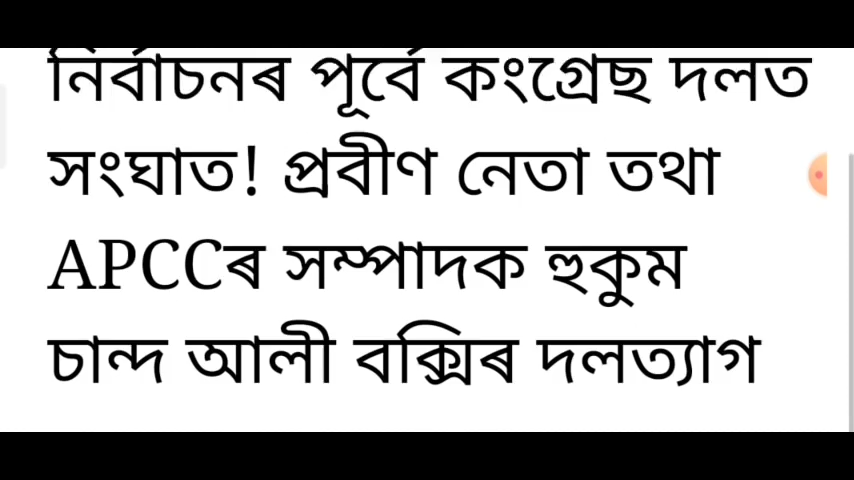 নিৰ্বাচনৰ পূৰ্বে কংগ্ৰেছ দলত
সংঘাত! প্ৰবীণ নেতা তথা
APCCৰ সম্পাদক হুকুম
চান্দ আলী বক্সিৰ দলত্যাগ